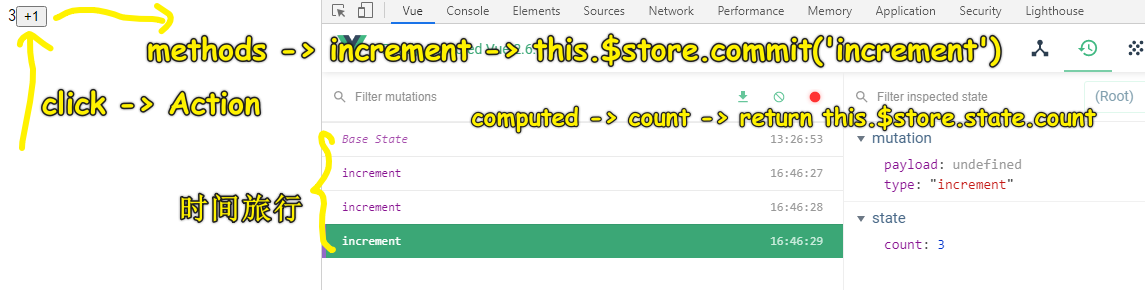 3 +1
Vue Console Elements Sources Network Performance Memory Application Security Lighthouse
methods -> increment -> this.$store.commit('increment')
click -> Action
Filter mutations
Filter inspected state
(Root)
computed -> count -> return this.$store.state.count
Base State 13:26:53
increment 16:46:27
increment 16:46:28
increment 16:46:29
时间旅行
mutation
payload: undefined
type: "increment"
state
count: 3